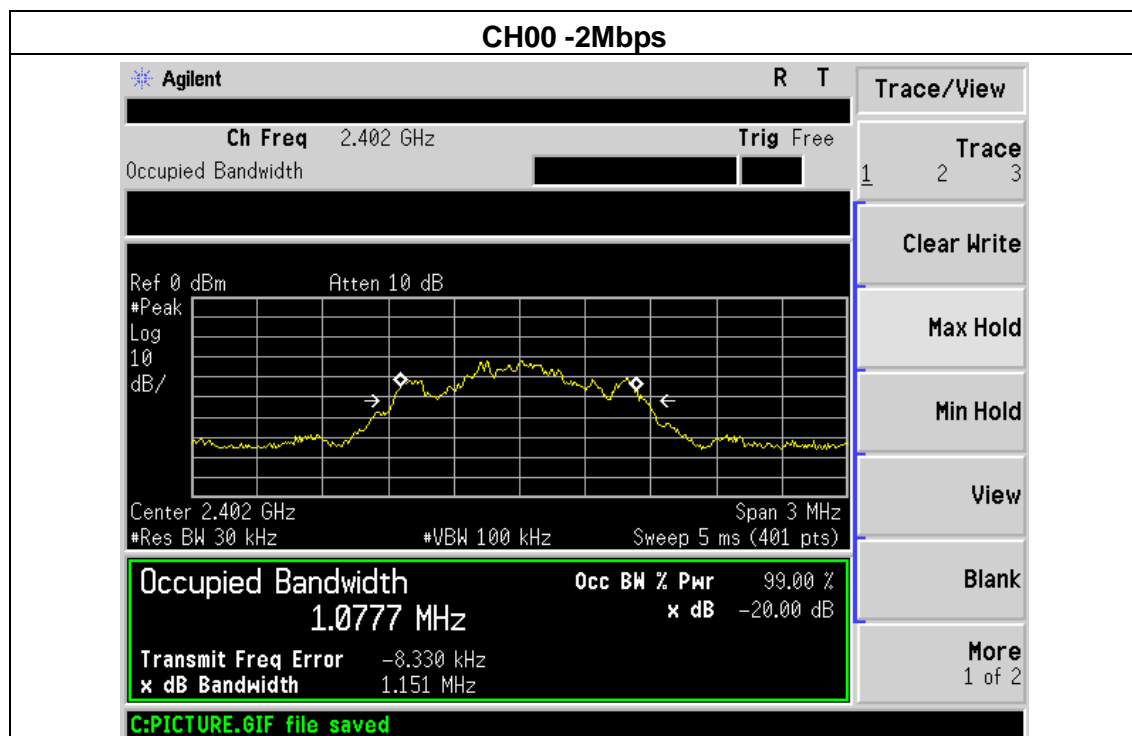 CH00 -2Mbps
Agilent R T
Trace/View
Ch Freq 2.402 GHz Trig Free
Occupied Bandwidth
Trace
1 2 3
Clear Write
Max Hold
Min Hold
View
Blank
More
1 of 2
Ref 0 dBm Atten 10 dB
#Peak
Log
10
dB/
Center 2.402 GHz Span 3 MHz
#Res BW 30 kHz #VBW 100 kHz Sweep 5 ms (401 pts)
Occupied Bandwidth Occ BW % Pwr 99.00 %
1.0777 MHz x dB -20.00 dB
Transmit Freq Error -8.330 kHz
x dB Bandwidth 1.151 MHz
C:PICTURE.GIF file saved